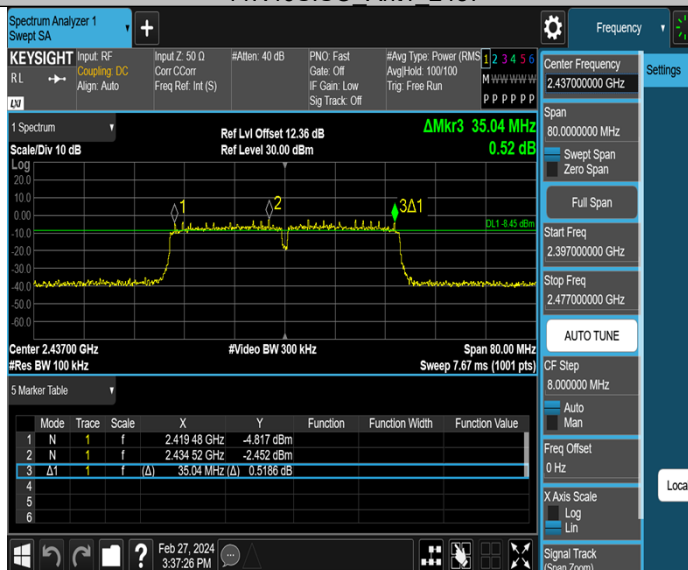 Spectrum Analyzer 1
Swept SA
Frequency
KEYSIGHT
RL
LXI
Input: RF
Coupling: DC
Align: Auto
Input Z: 50 Ω
Corr CCorr
Freq Ref: Int (S)
#Atten: 40 dB
PNO: Fast
Gate: Off
IF Gain: Low
Sig Track: Off
#Avg Type: Power (RMS
Avg|Hold: 100/100
Trig: Free Run
1 2 3 4 5 6
M W W W W W
P P P P P P
1 Spectrum
Scale/Div 10 dB
Ref Lvl Offset 12.36 dB
Ref Level 30.00 dBm
ΔMkr3 35.04 MHz
0.52 dB
Log
20.0
10.0
0.00
-10.0
-20.0
-30.0
-40.0
-50.0
-60.0
1
2
3Δ1
DL1 -8.45 dBm
Center 2.43700 GHz
#Res BW 100 kHz
#Video BW 300 kHz
Span 80.00 MHz
Sweep 7.67 ms (1001 pts)
5 Marker Table
Mode Trace Scale X Y Function Function Width Function Value
1 N 1 f 2.419 48 GHz -4.817 dBm
2 N 1 f 2.434 52 GHz -2.452 dBm
3 Δ1 1 f (Δ) 35.04 MHz (Δ) 0.5186 dB
4
5
6
Feb 27, 2024
3:37:26 PM
Center Frequency
2.437000000 GHz
Span
80.0000000 MHz
Swept Span
Zero Span
Full Span
Start Freq
2.397000000 GHz
Stop Freq
2.477000000 GHz
AUTO TUNE
CF Step
8.000000 MHz
Auto
Man
Freq Offset
0 Hz
X Axis Scale
Log
Lin
Signal Track
(Span Zoom)
Settings
Loca